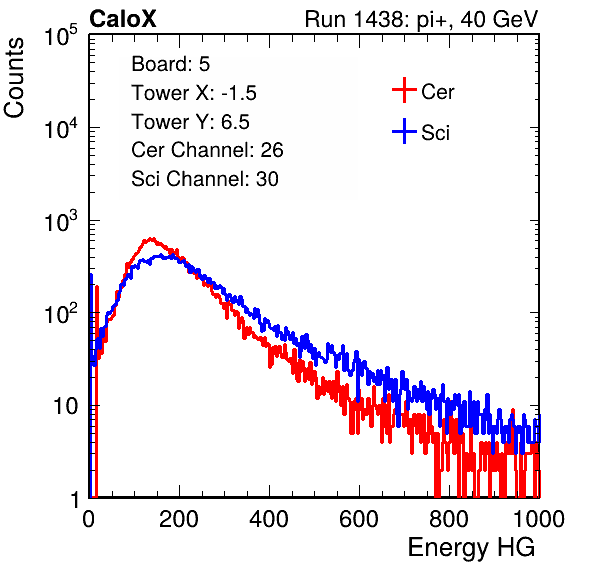 CaloX Run 1438: pi+, 40 GeV
Counts
Board: 5
Tower X: -1.5
Tower Y: 6.5
Cer Channel: 26
Sci Channel: 30
Cer
Sci
10^5
10^4
10^3
10^2
10
1
0 200 400 600 800 1000
Energy HG